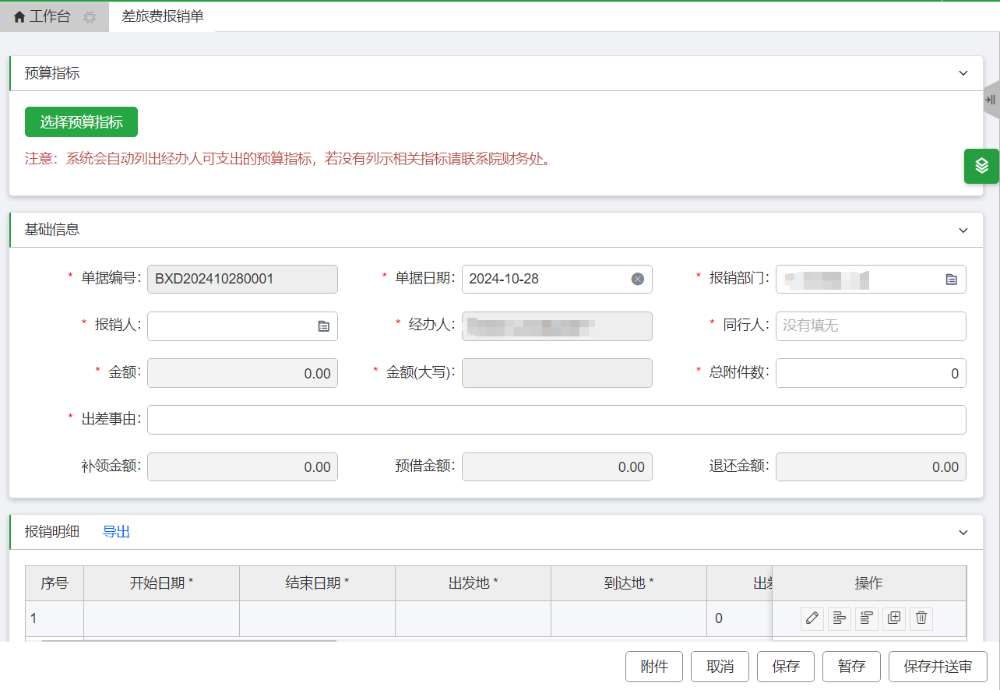 工作台 差旅费报销单
预算指标
选择预算指标
注意：系统会自动列出经办人可支出的预算指标，若没有列示相关指标请联系院财务处。
基础信息
* 单据编号: BXD202410280001 * 单据日期: 2024-10-28 * 报销部门:
* 报销人: * 经办人: * 同行人: 没有填无
* 金额: 0.00 * 金额(大写): * 总附件数: 0
* 出差事由:
补领金额: 0.00 预借金额: 0.00 退还金额: 0.00
报销明细 导出
序号 开始日期 * 结束日期 * 出发地 * 到达地 * 出 操作
1 0
附件 取消 保存 暂存 保存并送审